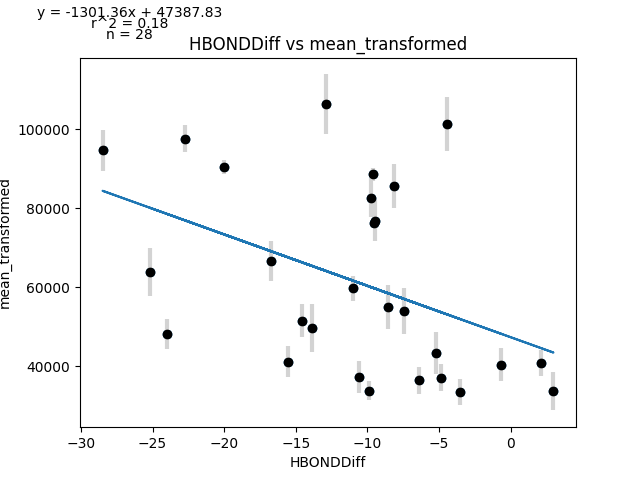 y = -1301.36x + 47387.83
r^2 = 0.18
n = 28
HBONDDiff vs mean_transformed
mean_transformed
100000
80000
60000
40000
−30
−25
−20
−15
−10
−5
0
HBONDDiff